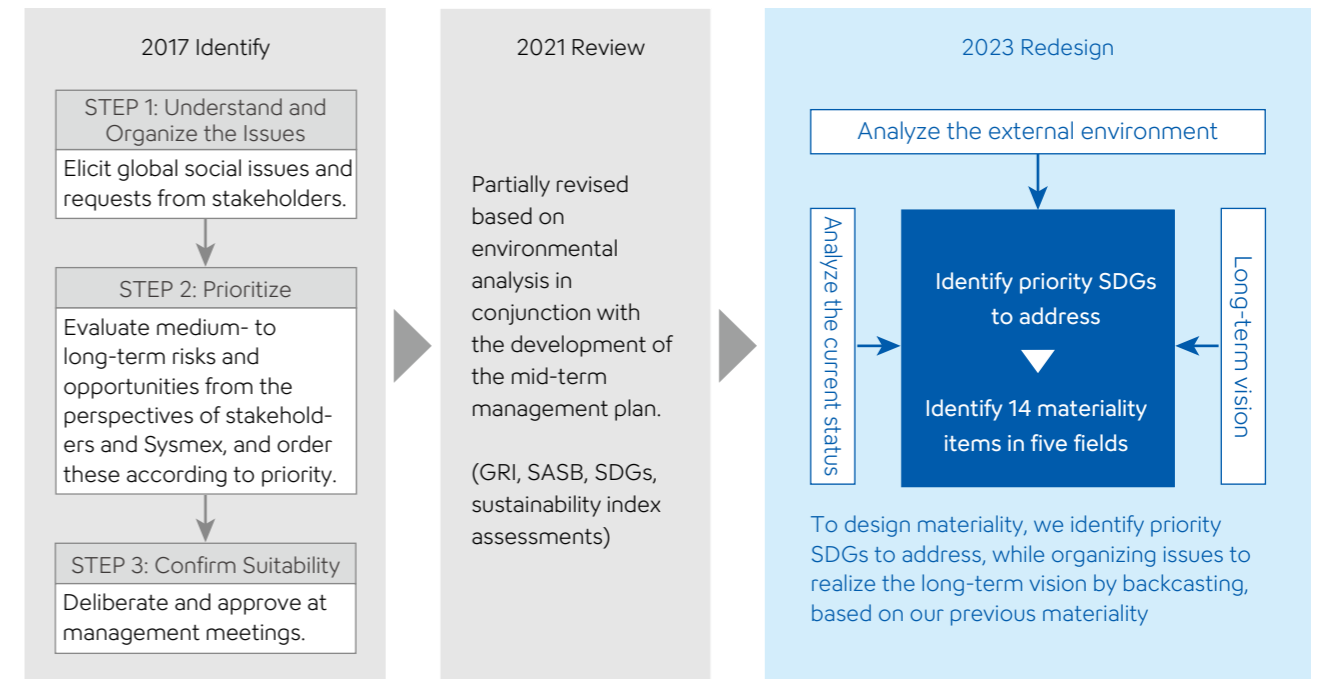 2017 Identify
STEP 1: Understand and
Organize the Issues
Elicit global social issues and
requests from stakeholders.
STEP 2: Prioritize
Evaluate medium- to
long-term risks and
opportunities from the
perspectives of stakehold-
ers and Sysmex, and order
these according to priority.
STEP 3: Confirm Suitability
Deliberate and approve at
management meetings.
2021 Review
Partially revised
based on
environmental
analysis in
conjunction with
the development of
the mid-term
management plan.
(GRI, SASB, SDGs,
sustainability index
assessments)
2023 Redesign
Analyze the external environment
Analyze the current status
Identify priority SDGs
to address
Identify 14 materiality
items in five fields
Long-term vision
To design materiality, we identify priority
SDGs to address, while organizing issues to
realize the long-term vision by backcasting,
based on our previous materiality